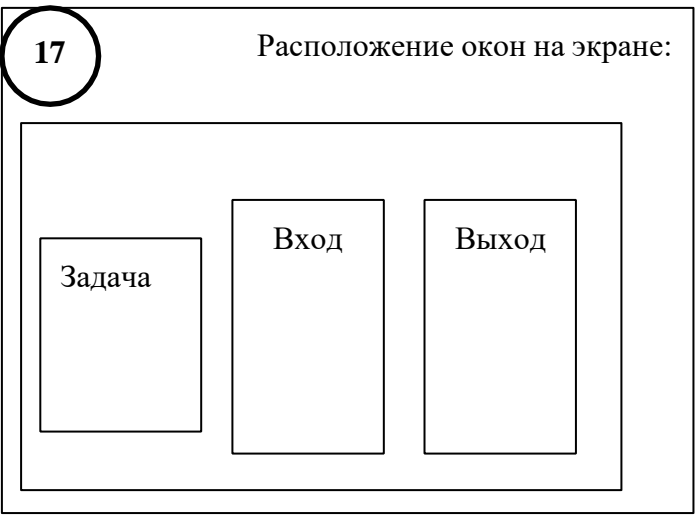 17
Расположение окон на экране:
Вход
Выход
Задача